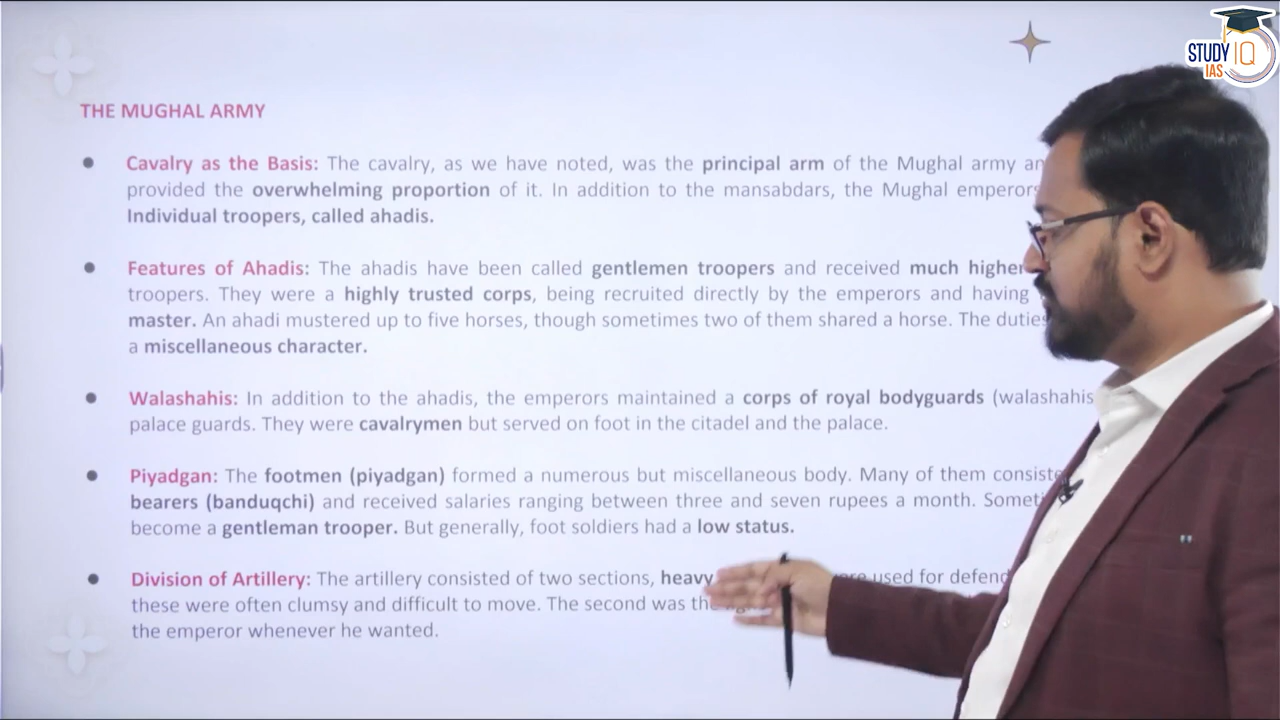 STUDY IQ
IAS
THE MUGHAL ARMY
● Cavalry as the Basis: The cavalry, as we have noted, was the principal arm of the Mughal army
provided the overwhelming proportion of it. In addition to the mansabdars, the Mughal emperors
Individual troopers, called ahadis.
● Features of Ahadis: The ahadis have been called gentlemen troopers and received much higher
troopers. They were a highly trusted corps, being recruited directly by the emperors and having
master. An ahadi mustered up to five horses, though sometimes two of them shared a horse. The duties
a miscellaneous character.
● Walashahis: In addition to the ahadis, the emperors maintained a corps of royal bodyguards (walashahis
palace guards. They were cavalrymen but served on foot in the citadel and the palace.
● Piyadgan: The footmen (piyadgan) formed a numerous but miscellaneous body. Many of them
bearers (banduqchi) and received salaries ranging between three and seven rupees a month.
become a gentleman trooper. But generally, foot soldiers had a low status.
● Division of Artillery: The artillery consisted of two sections, heavy used for
these were often clumsy and difficult to move. The second was
the emperor whenever he wanted.